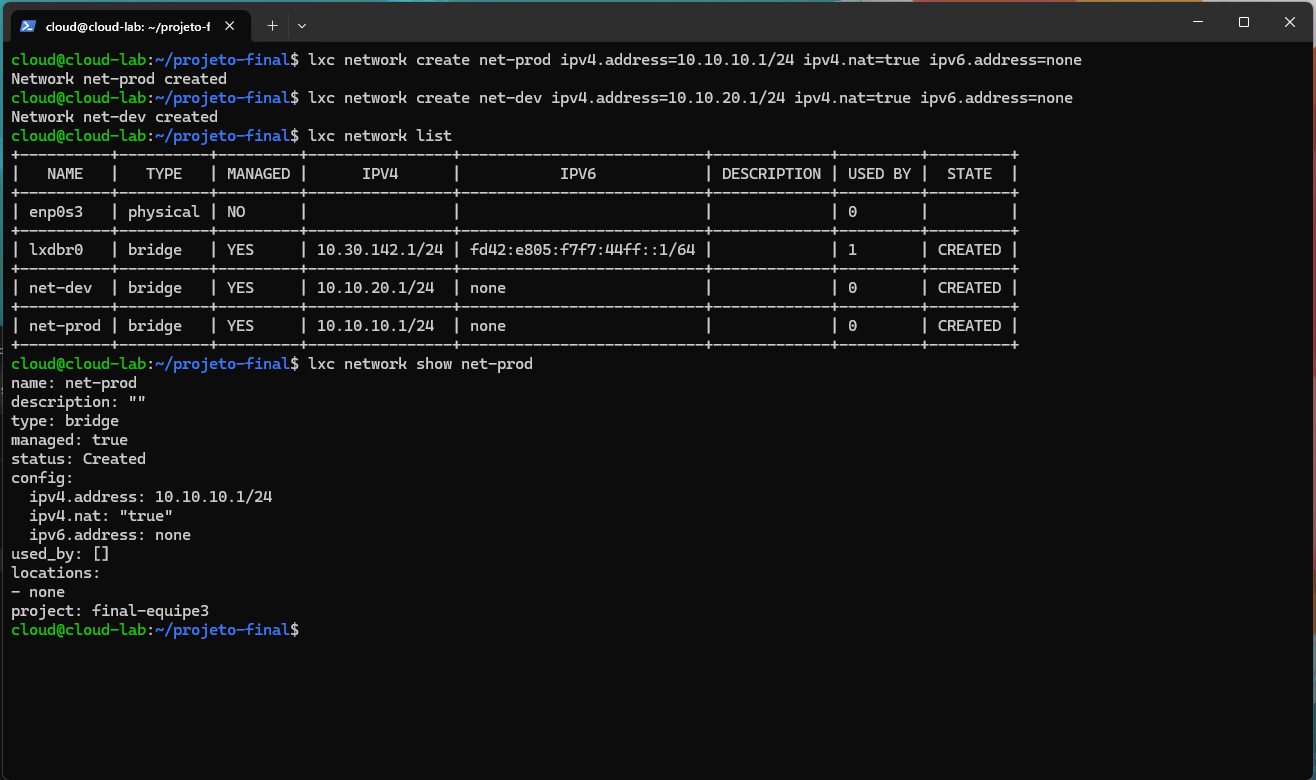 cloud@cloud-lab: ~/projeto-f
cloud@cloud-lab:~/projeto-final$ lxc network create net-prod ipv4.address=10.10.10.1/24 ipv4.nat=true ipv6.address=none
Network net-prod created
cloud@cloud-lab:~/projeto-final$ lxc network create net-dev ipv4.address=10.10.20.1/24 ipv4.nat=true ipv6.address=none
Network net-dev created
cloud@cloud-lab:~/projeto-final$ lxc network list
+----------+----------+---------+----------------+---------------------------+-------------+---------+---------+
|   NAME   |   TYPE   | MANAGED |      IPV4      |           IPV6            | DESCRIPTION | USED BY |  STATE  |
+----------+----------+---------+----------------+---------------------------+-------------+---------+---------+
| enp0s3   | physical | NO      |                |                           |             | 0       |         |
+----------+----------+---------+----------------+---------------------------+-------------+---------+---------+
| lxdbr0   | bridge   | YES     | 10.30.142.1/24 | fd42:e805:f7f7:44ff::1/64 |             | 1       | CREATED |
+----------+----------+---------+----------------+---------------------------+-------------+---------+---------+
| net-dev  | bridge   | YES     | 10.10.20.1/24  | none                      |             | 0       | CREATED |
+----------+----------+---------+----------------+---------------------------+-------------+---------+---------+
| net-prod | bridge   | YES     | 10.10.10.1/24  | none                      |             | 0       | CREATED |
+----------+----------+---------+----------------+---------------------------+-------------+---------+---------+
cloud@cloud-lab:~/projeto-final$ lxc network show net-prod
name: net-prod
description: ""
type: bridge
managed: true
status: Created
config:
  ipv4.address: 10.10.10.1/24
  ipv4.nat: "true"
  ipv6.address: none
used_by: []
locations:
- none
project: final-equipe3
cloud@cloud-lab:~/projeto-final$